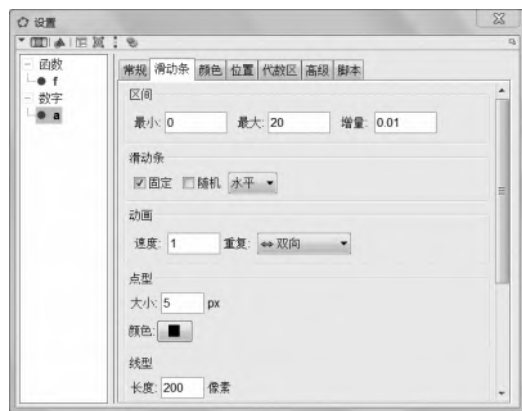 设置
函数
f
数字
a
常规 滑动条 颜色 位置 代数区 高级 脚本
区间
最小: 0 最大: 20 增量: 0.01
滑动条
固定 随机 水平
动画
速度: 1 重复: ⇔ 双向
点型
大小: 5 px
颜色:
线型
长度: 200 像素